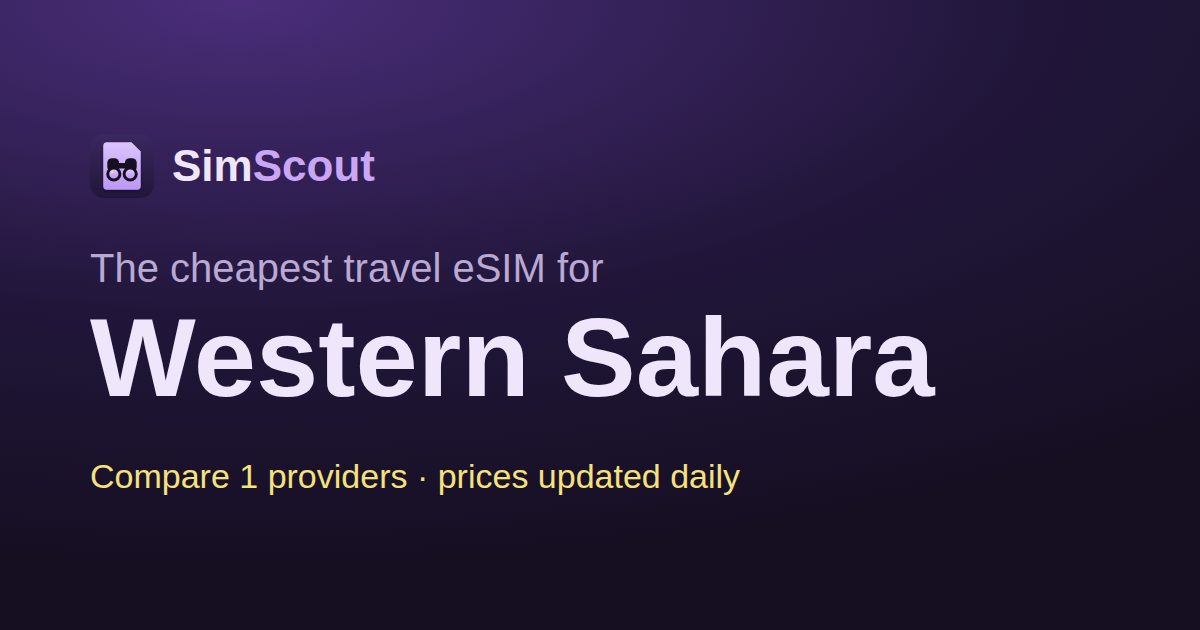 SimScout
The cheapest travel eSIM for
Western Sahara
Compare 1 providers · prices updated daily